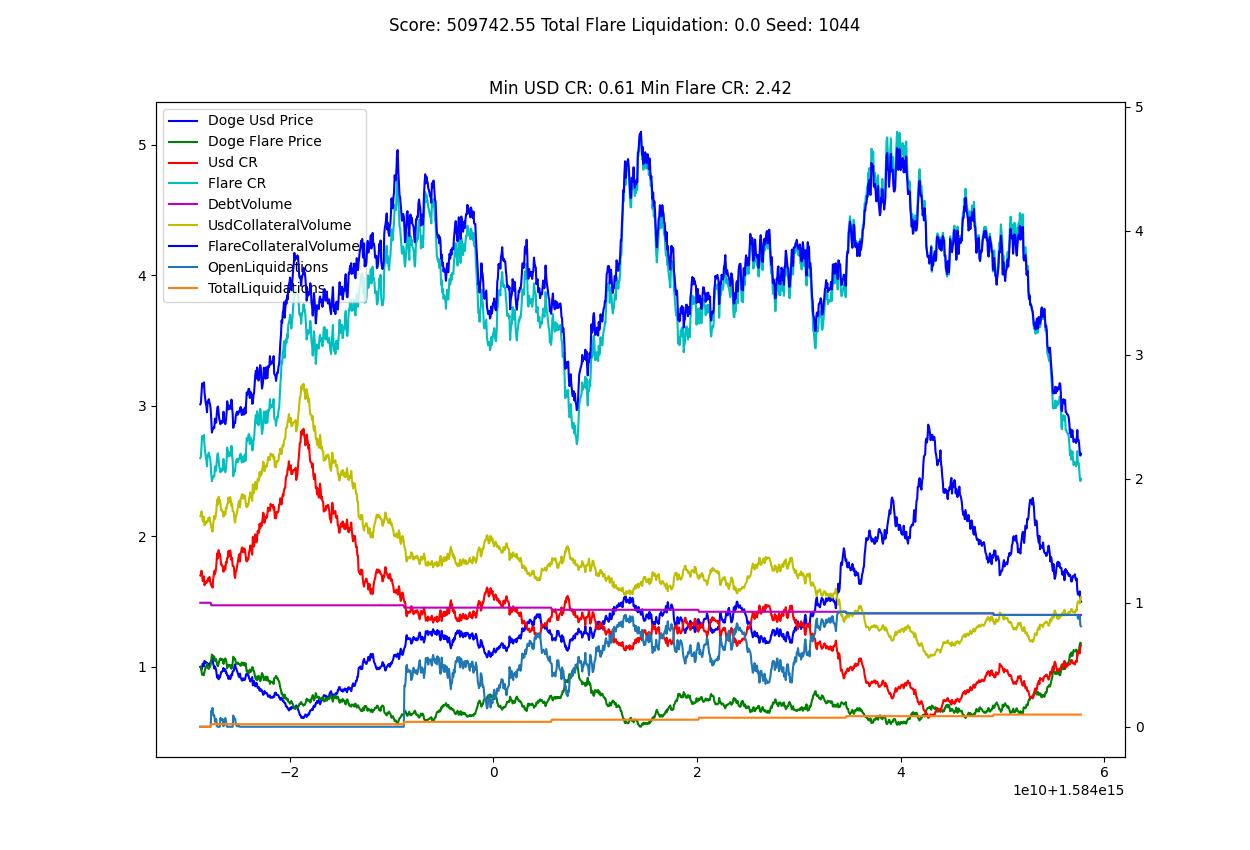 Score: 509742.55 Total Flare Liquidation: 0.0 Seed: 1044
Min USD CR: 0.61 Min Flare CR: 2.42
Doge Usd Price
Doge Flare Price
Usd CR
Flare CR
DebtVolume
UsdCollateralVolume
FlareCollateralVolume
OpenLiquidations
TotalLiquidations
5
4
3
2
1
5
4
3
2
1
0
−2
0
2
4
6
1e10+1.584e15